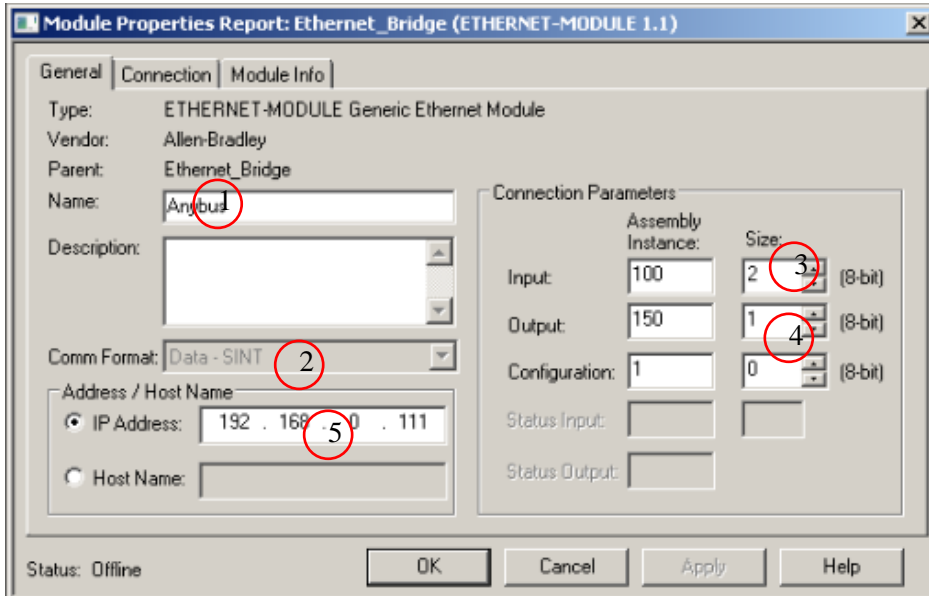 Module Properties Report: Ethernet_Bridge (ETHERNET-MODULE 1.1)
General Connection Module Info
Type: ETHERNET-MODULE Generic Ethernet Module
Vendor: Allen-Bradley
Parent: Ethernet_Bridge
Name: Anybus 1
Description:
Comm Format: Data - SINT 2
Address / Host Name
IP Address: 192 . 168 . 0 . 111 5
Host Name:
Connection Parameters
Assembly
Instance: Size:
Input: 100 2 3 (8-bit)
Output: 150 1 (8-bit)
4
Configuration: 1 0 (8-bit)
Status Input:
Status Output:
Status: Offline
OK Cancel Apply Help